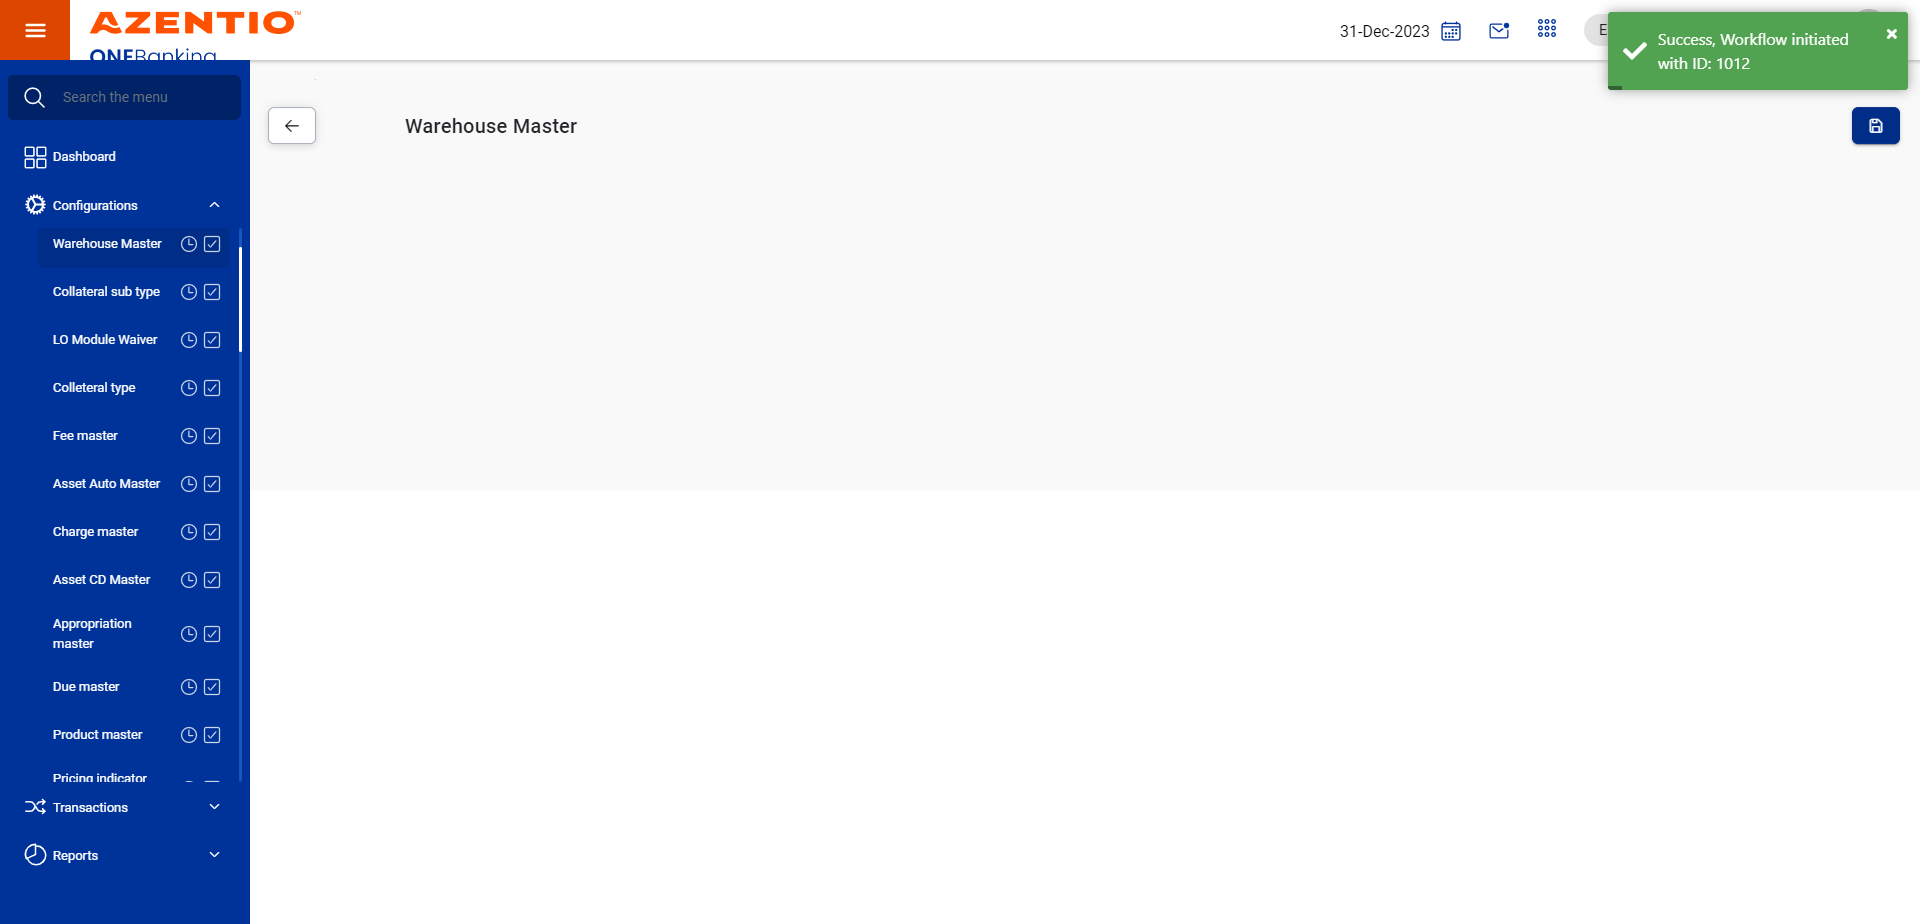 AZENTIO™
ONEBanking
31-Dec-2023
E
Success, Workflow initiated
with ID: 1012
Search the menu
Warehouse Master
Dashboard
Configurations
Warehouse Master
Collateral sub type
LO Module Waiver
Colleteral type
Fee master
Asset Auto Master
Charge master
Asset CD Master
Appropriation
master
Due master
Product master
Pricing indicator
Transactions
Reports